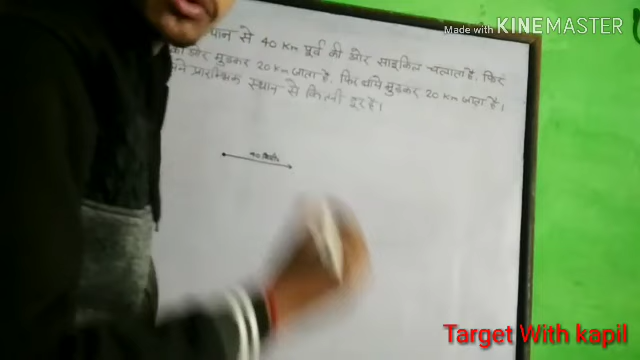 Made with KINEMASTER
से 40 Km पूर्व की ओर साइकिल चलाता है, फिर
ओर मुड़कर 20 Km जाता है, फिर बांये मुड़कर 20 Km जाता है।
प्रारम्भिक स्थान से कितनी दूर है।
Target With kapil